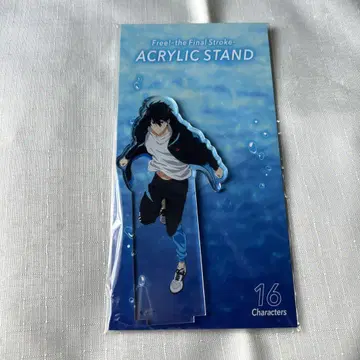 Free!-the Final Stroke-
ACRYLIC STAND
16
Characters